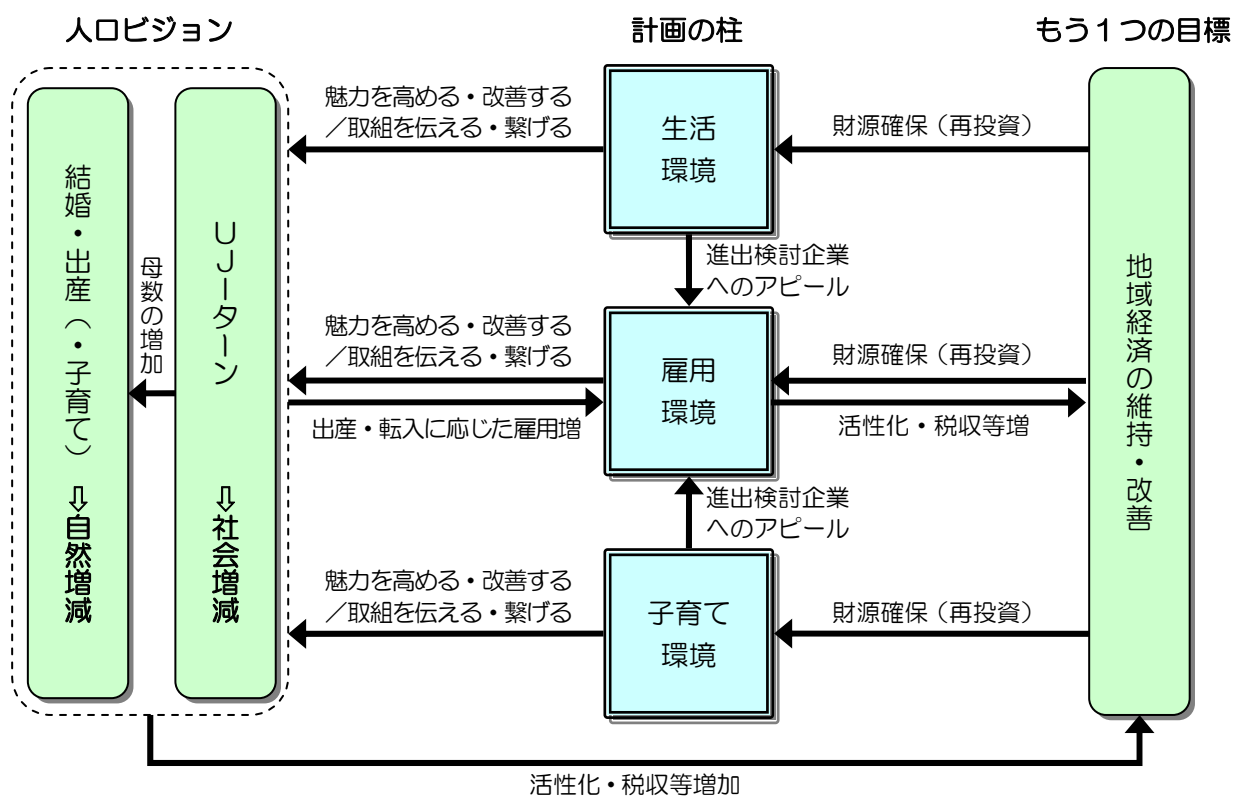 人口ビジョン
計画の柱
もう１つの目標
結婚・出産（・子育て） ⇩自然増減
母数の増加
ＵＪーターン ⇩社会増減
魅力を高める・改善する
／取組を伝える・繋げる
生活
環境
財源確保（再投資）
進出検討企業
へのアピール
魅力を高める・改善する
／取組を伝える・繋げる
出産・転入に応じた雇用増
雇用
環境
財源確保（再投資）
活性化・税収等増
進出検討企業
へのアピール
魅力を高める・改善する
／取組を伝える・繋げる
子育て
環境
財源確保（再投資）
地域経済の維持・改善
活性化・税収等増加